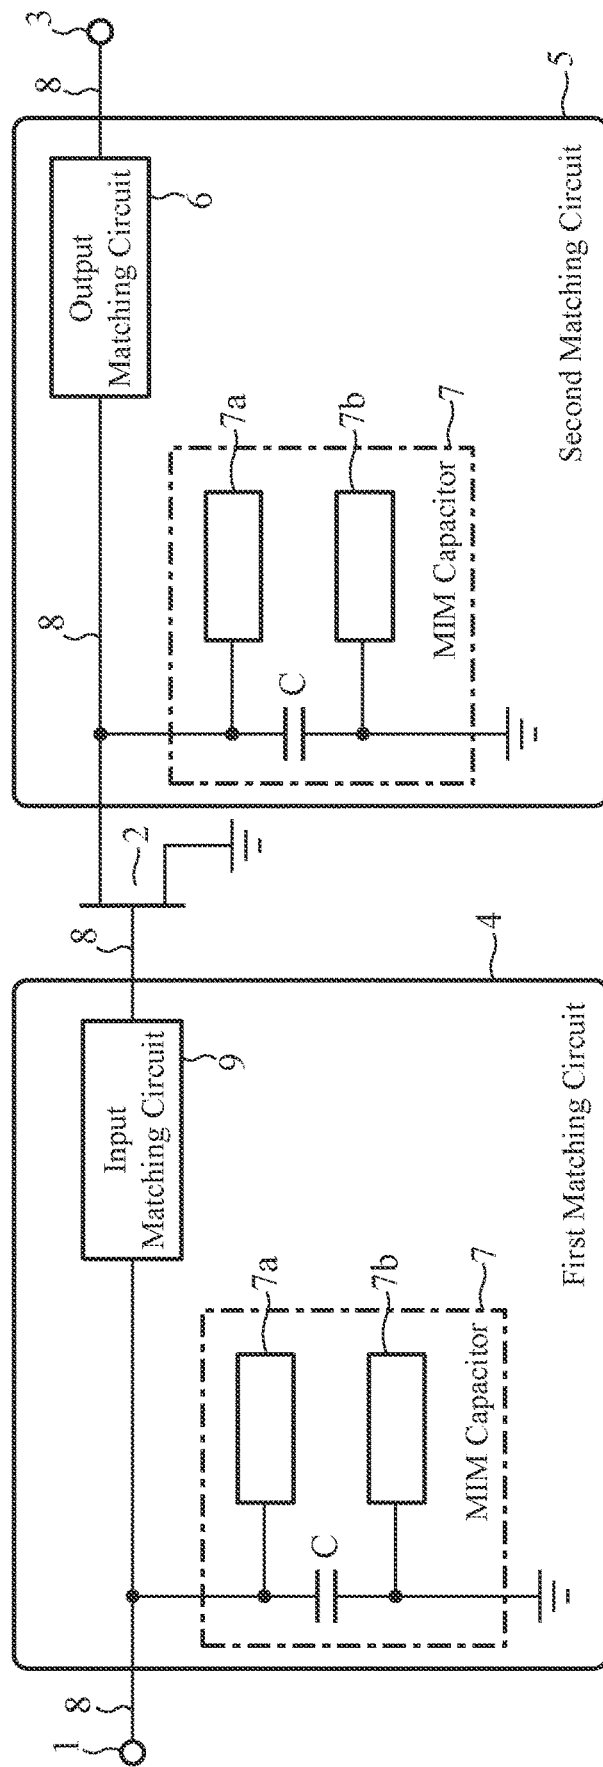 1
8
First Matching Circuit
4
Input
Matching Circuit
9
MIM Capacitor
7
7a
7b
C
8
2
Second Matching Circuit
5
8
Output
Matching Circuit
6
MIM Capacitor
7
7a
7b
C
8
3